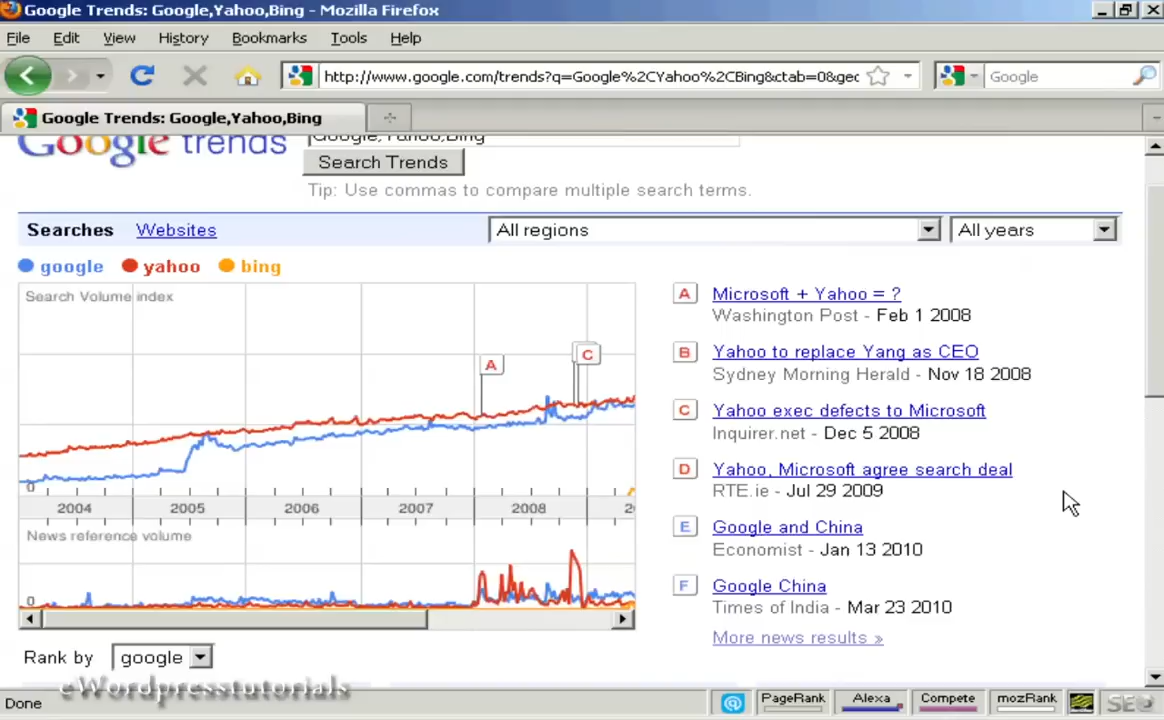 Google Trends: Google,Yahoo,Bing - Mozilla Firefox
File Edit View History Bookmarks Tools Help
http://www.google.com/trends?q=Google%2CYahoo%2CBing&ctab=0&geo
Google
Google Trends: Google,Yahoo,Bing
Google trends
Google,Yahoo,Bing
Search Trends
Tip: Use commas to compare multiple search terms.
Searches Websites All regions All years
google yahoo bing
Search Volume index
A
C
0
2004 2005 2006 2007 2008
News reference volume
0
A Microsoft + Yahoo = ?
Washington Post - Feb 1 2008
B Yahoo to replace Yang as CEO
Sydney Morning Herald - Nov 18 2008
C Yahoo exec defects to Microsoft
Inquirer.net - Dec 5 2008
D Yahoo, Microsoft agree search deal
RTE.ie - Jul 29 2009
E Google and China
Economist - Jan 13 2010
F Google China
Times of India - Mar 23 2010
More news results »
Rank by google
eWordpresstutorials
Done
PageRank Alexa Compete mozRank